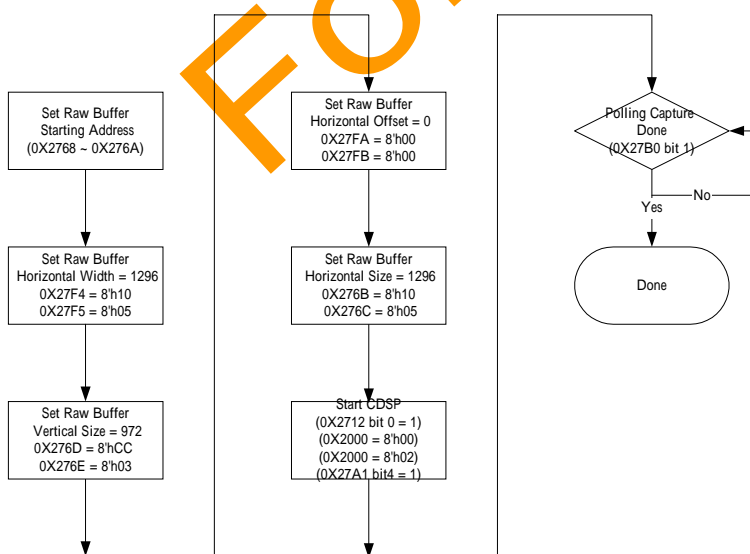 Set Raw Buffer
Starting Address
(0X2768 ~ 0X276A)
Set Raw Buffer
Horizontal Width = 1296
0X27F4 = 8'h10
0X27F5 = 8'h05
Set Raw Buffer
Vertical Size = 972
0X276D = 8'hCC
0X276E = 8'h03
Set Raw Buffer
Horizontal Offset = 0
0X27FA = 8'h00
0X27FB = 8'h00
Set Raw Buffer
Horizontal Size = 1296
0X276B = 8'h10
0X276C = 8'h05
Start CDSP
(0X2712 bit 0 = 1)
(0X2000 = 8'h00)
(0X2000 = 8'h02)
(0X27A1 bit4 = 1)
Polling Capture
Done
(0X27B0 bit 1)
No
Yes
Done